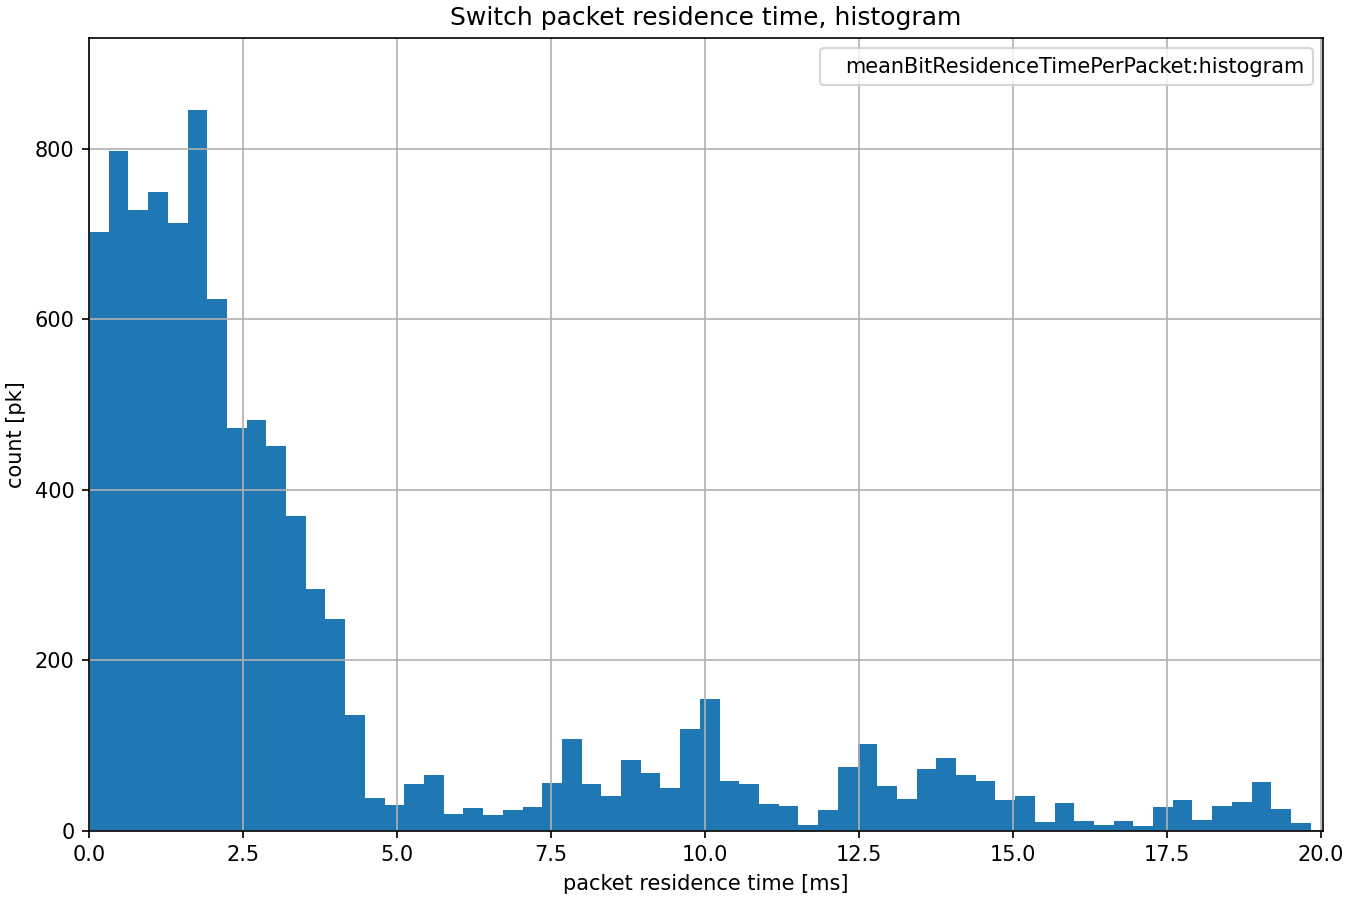 Switch packet residence time, histogram
meanBitResidenceTimePerPacket:histogram
count [pk]
800
600
400
200
0
0.0 2.5 5.0 7.5 10.0 12.5 15.0 17.5 20.0
packet residence time [ms]